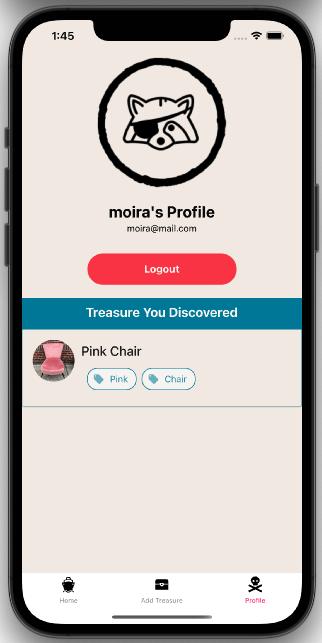 1:45
moira's Profile
moira@mail.com
Logout
Treasure You Discovered
Pink Chair
Pink Chair
Home Add Treasure Profile